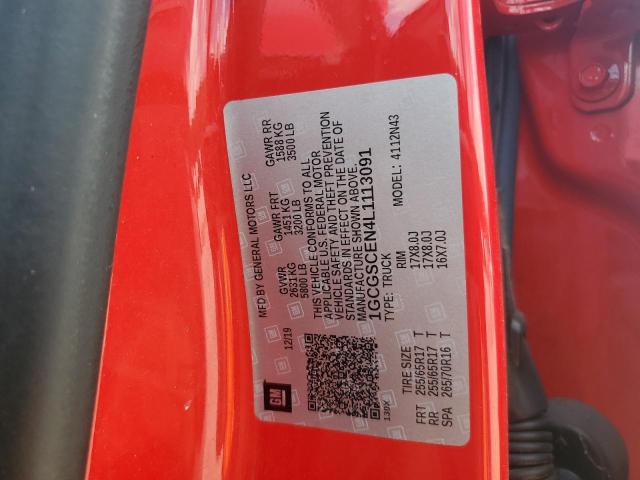 MFD BY GENERAL MOTORS LLC
12/19
GVWR
2631 KG
5800 LB
GAWR FRT
1451 KG
3200 LB
GAWR RR
1588 KG
3500 LB
THIS VEHICLE CONFORMS TO ALL
APPLICABLE U.S. FEDERAL MOTOR
VEHICLE SAFETY, AND THEFT PREVENTION
STANDARDS IN EFFECT ON THE DATE OF
MANUFACTURE SHOWN ABOVE.
1GCGSCEN4L1113091
TYPE: TRUCK
MODEL: 4112N43
GM
139X
TIRE SIZE RIM
FRT 255/65R17 T 17X8.0J
RR 255/65R17 T 17X8.0J
SPA 265/70R16 T 16X7.0J